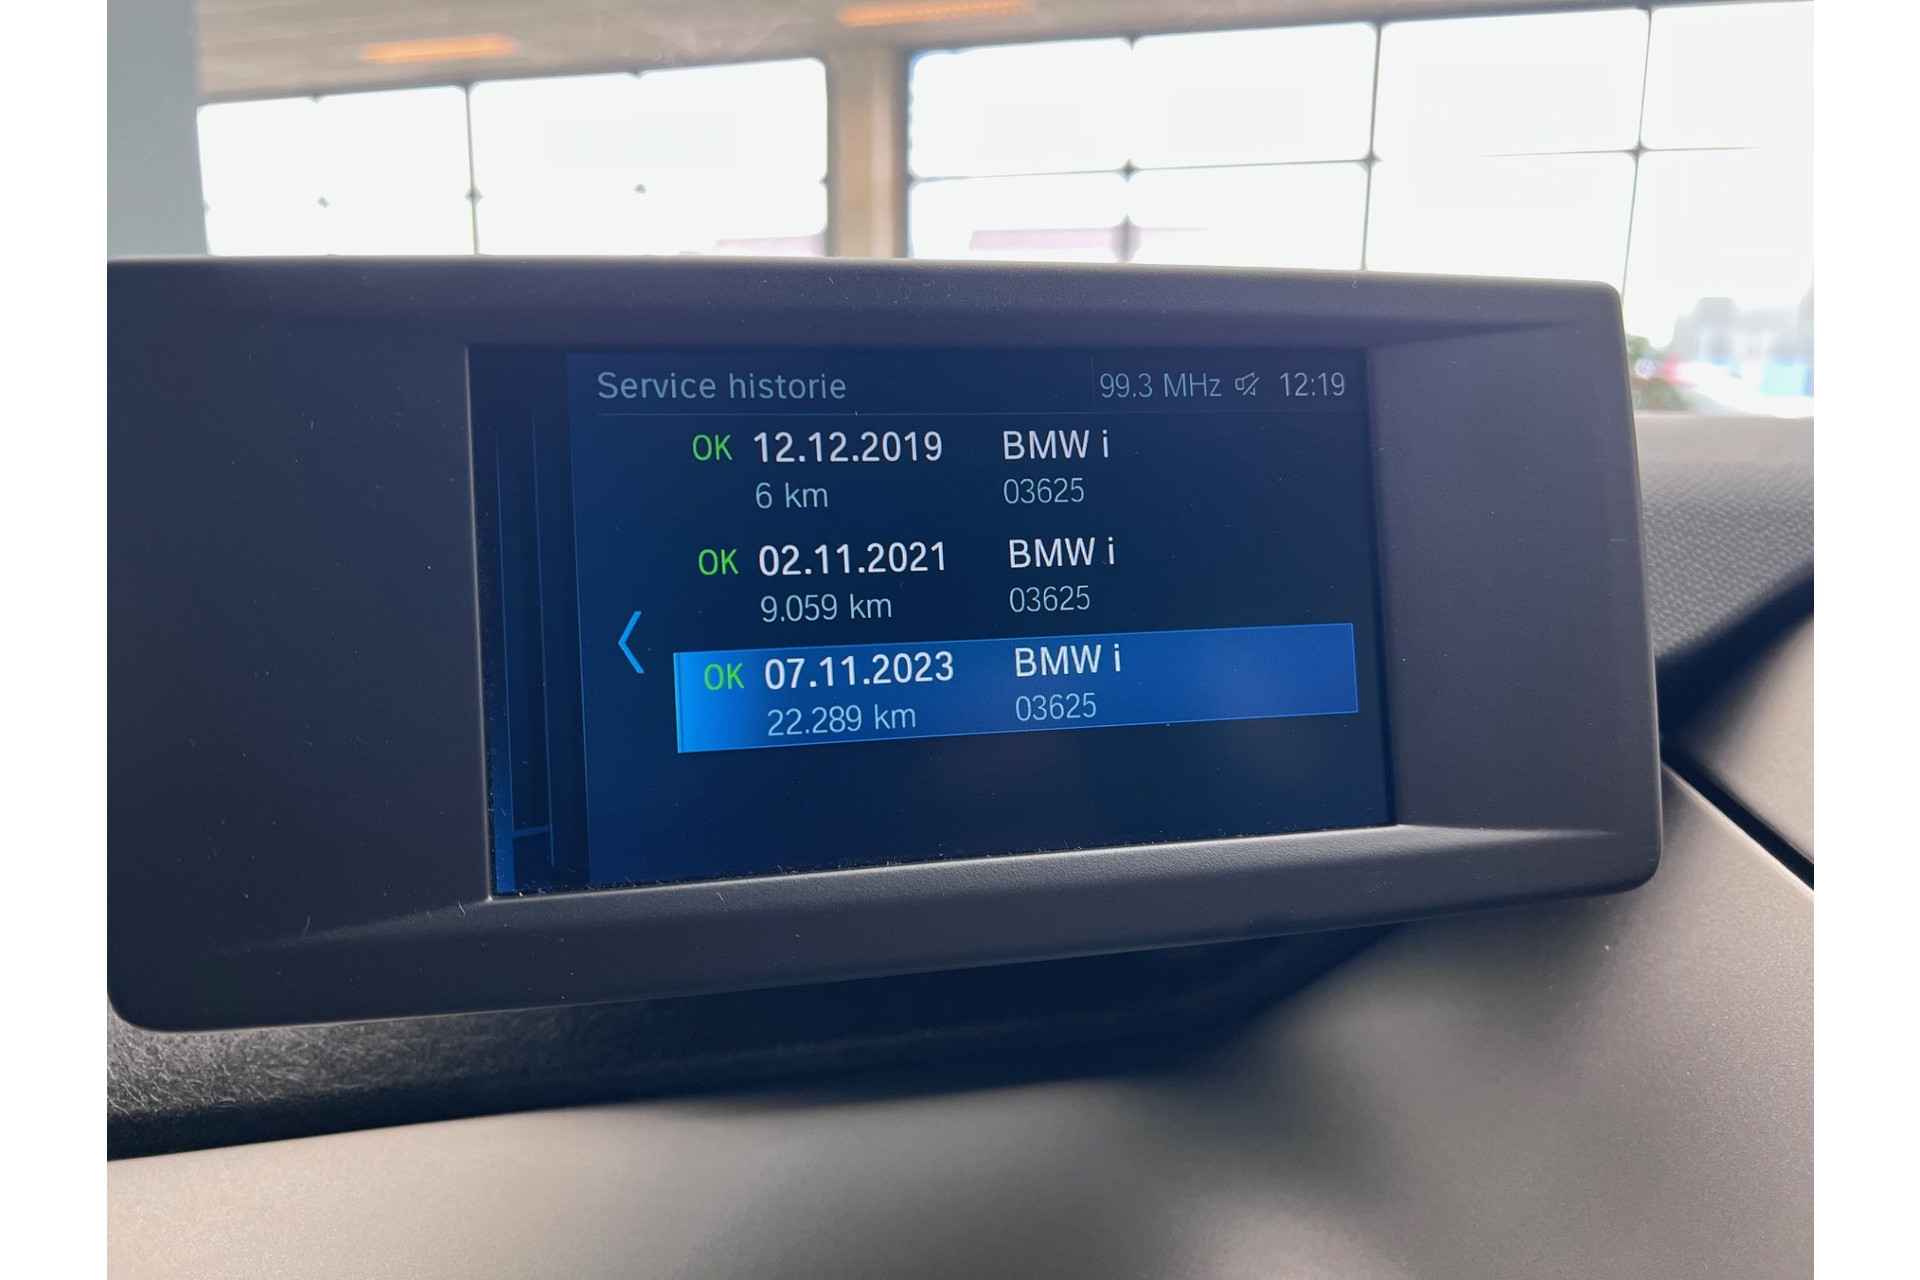 Service historie 99.3 MHz 12:19
OK 12.12.2019 BMW i
6 km 03625
OK 02.11.2021 BMW i
9.059 km 03625
OK 07.11.2023 BMW i
22.289 km 03625